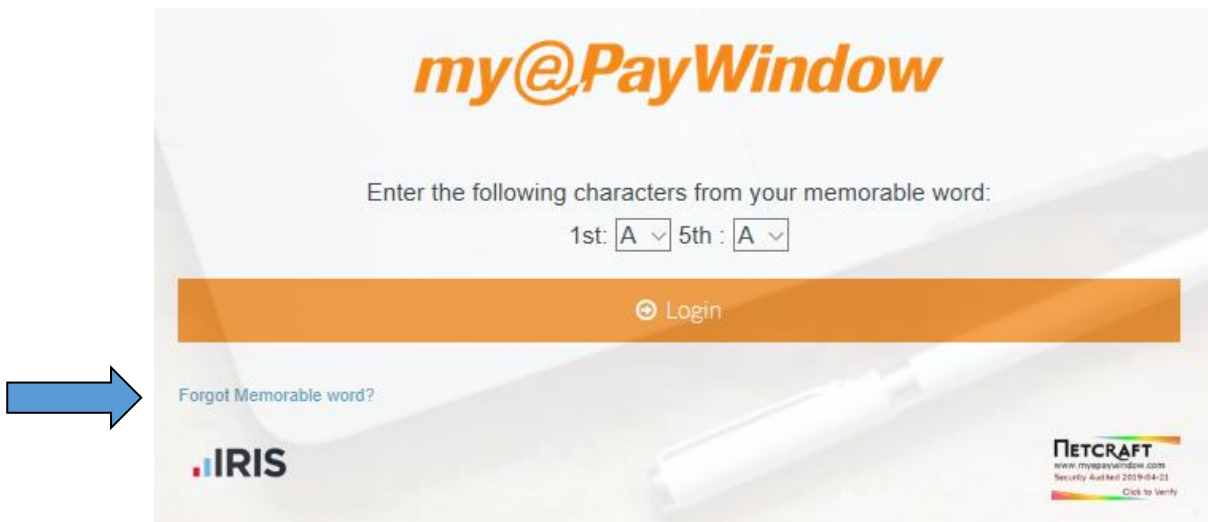 my@PayWindow
Enter the following characters from your memorable word:
1st: A 5th : A
Login
Forgot Memorable word?
IRIS
NETCRAFT
www.myepaywindow.com
Security Audited 2019-04-21
Click to Verify